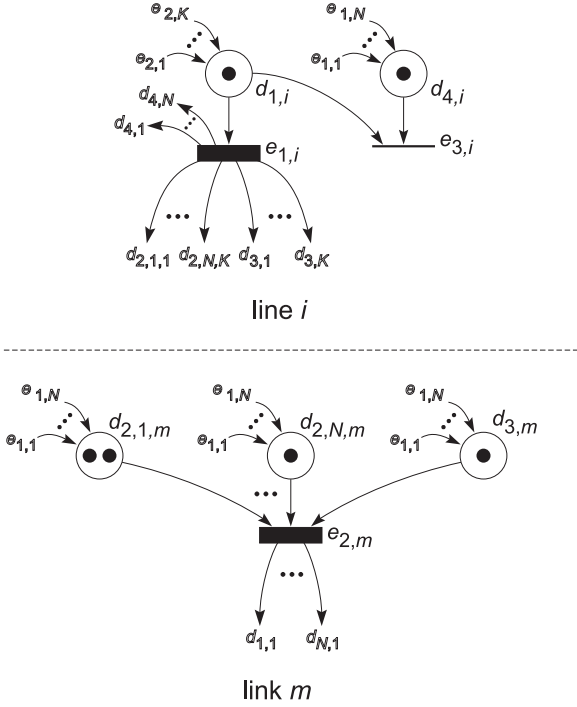 e2,K
e1,N
e2,1
e1,1
d1,i
d4,i
d4,N
d4,1
e1,i
e3,i
d2,1,1 d2,N,K d3,1 d3,K
line i
e1,N e1,N e1,N
d2,1,m d2,N,m d3,m
e1,1 e1,1 e1,1
e2,m
d1,1 dN,1
link m